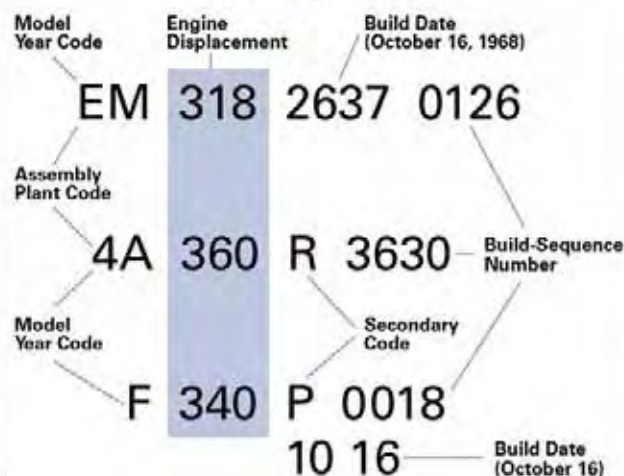 Model
Year Code
Engine
Displacement
Build Date
(October 16, 1968)
EM 318 2637 0126
Assembly
Plant Code
4A 360 R 3630
Build-Sequence
Number
Model
Year Code
Secondary
Code
F 340 P 0018
10 16
Build Date
(October 16)